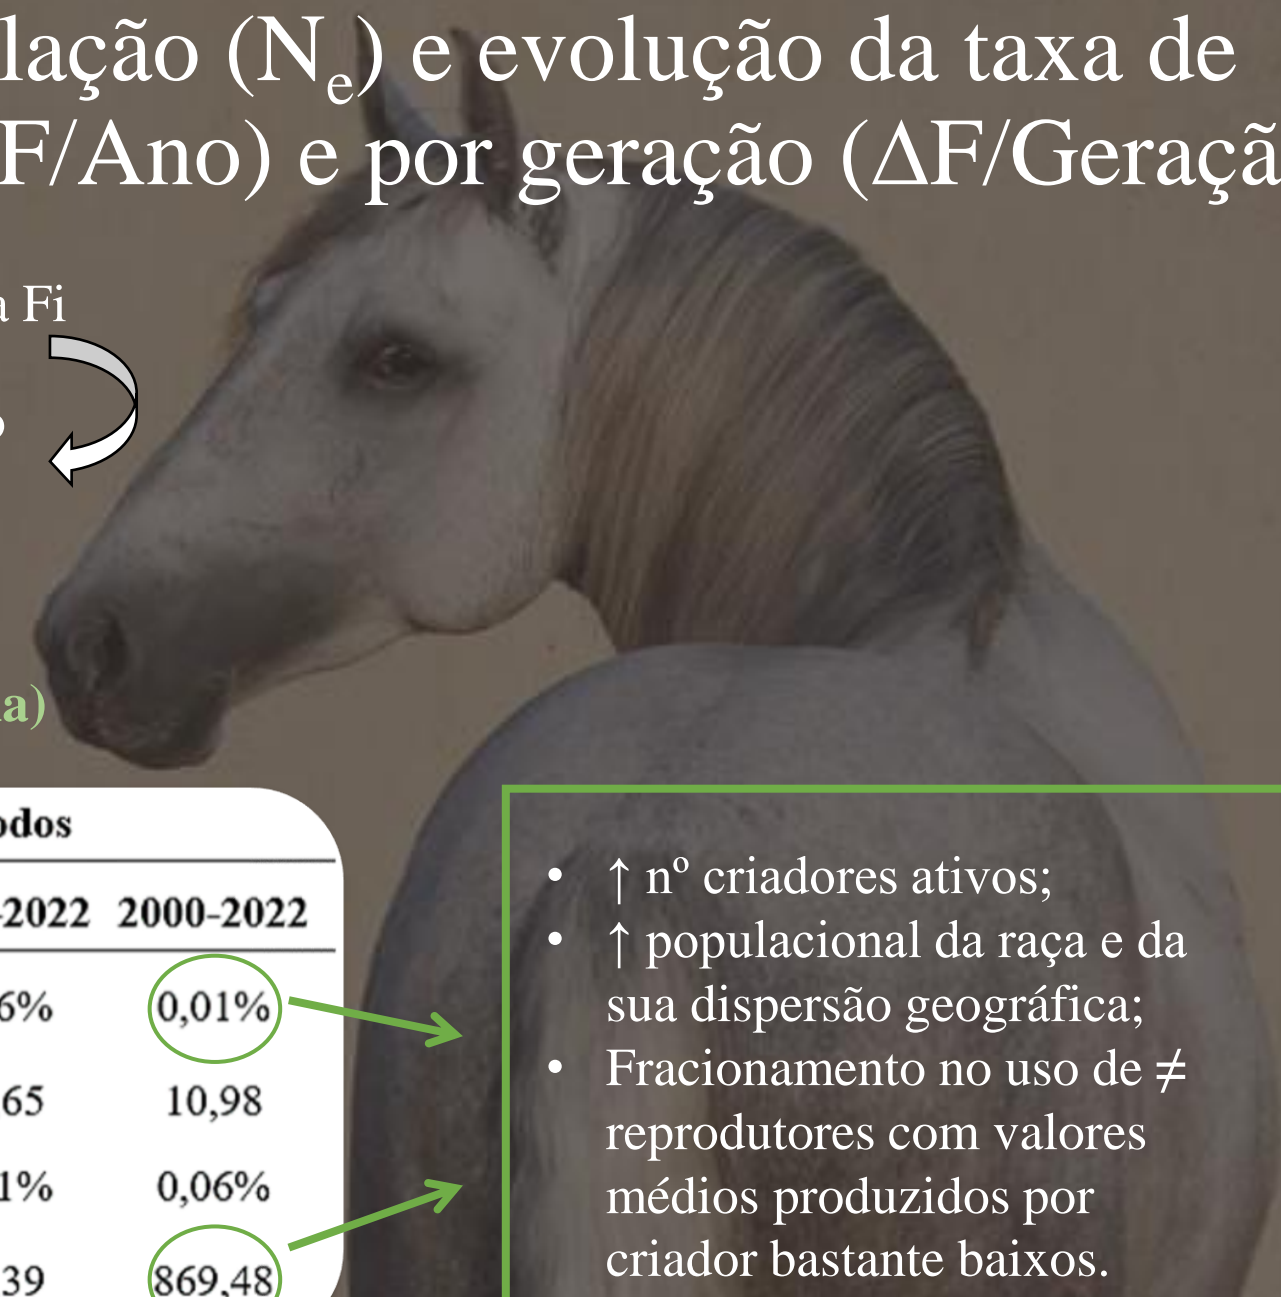 lação (Nₑ) e evolução da taxa de
F/Ano) e por geração (ΔF/Geraçã
a Fi
o
a)
odos
-2022 2000-2022
6% 0,01%
65 10,98
1% 0,06%
39 869,48
• ↑ nº criadores ativos;
• ↑ populacional da raça e da
sua dispersão geográfica;
• Fracionamento no uso de ≠
reprodutores com valores
médios produzidos por
criador bastante baixos.